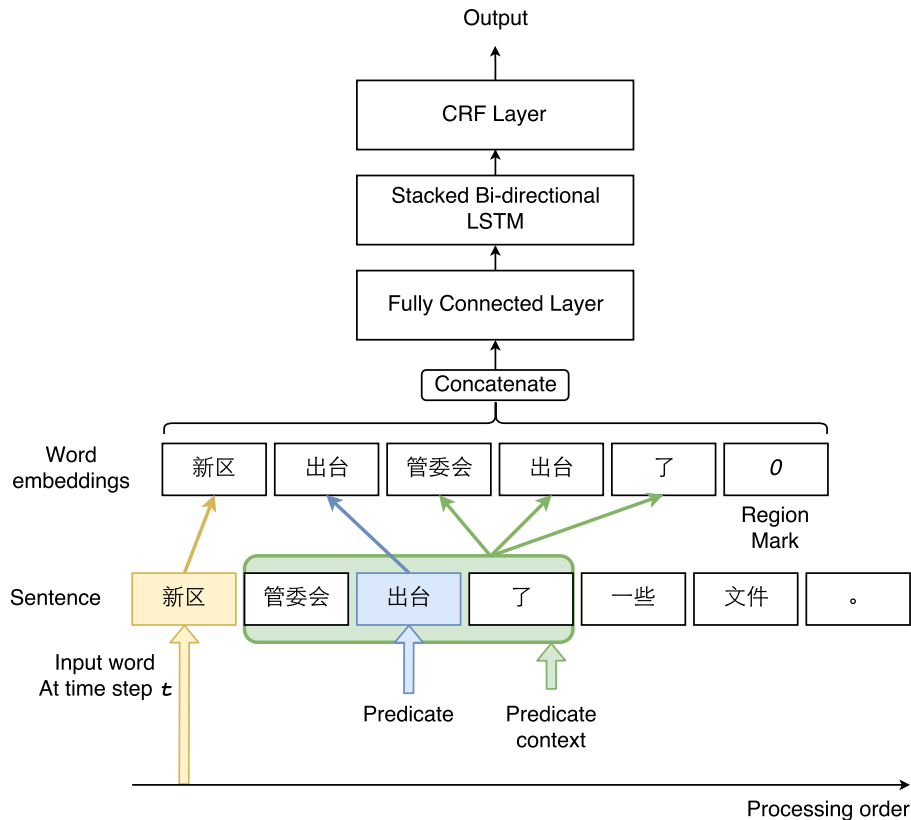 Output
CRF Layer
Stacked Bi-directional
LSTM
Fully Connected Layer
Concatenate
Word
embeddings
新区 出台 管委会 出台 了 0
Region
Mark
Sentence
新区 管委会 出台 了 一些 文件 。
Input word
At time step t
Predicate
Predicate
context
Processing order